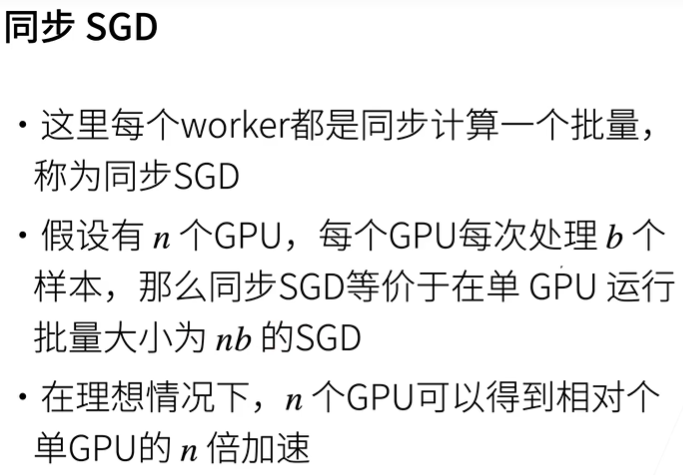 同步 SGD
・这里每个worker都是同步计算一个批量，
称为同步SGD
・假设有 n 个GPU，每个GPU每次处理 b 个
样本，那么同步SGD等价于在单 GPU 运行
批量大小为 nb 的SGD
・在理想情况下，n 个GPU可以得到相对个
单GPU的 n 倍加速